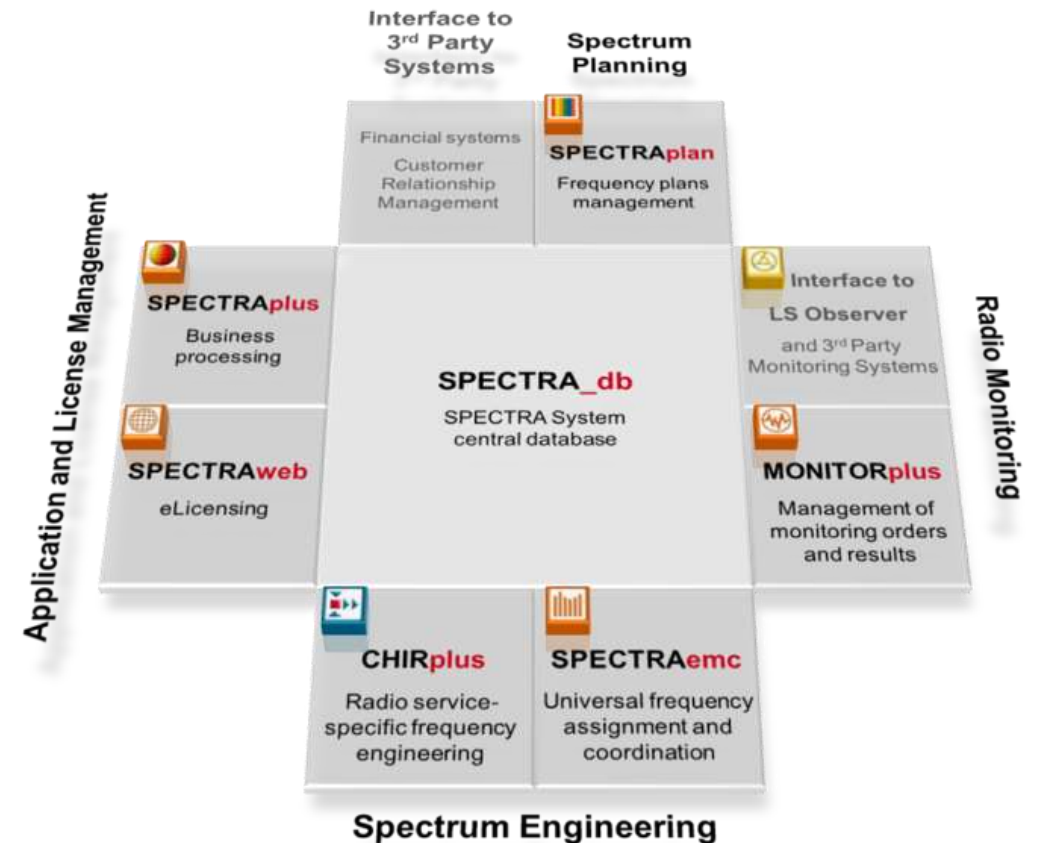 Interface to
3rd Party
Systems
Spectrum
Planning
Financial systems
Customer
Relationship
Management
SPECTRAplan
Frequency plans
management
Application and License Management
SPECTRAplus
Business
processing
SPECTRAweb
eLicensing
SPECTRA_db
SPECTRA System
central database
Interface to
LS Observer
and 3rd Party
Monitoring Systems
MONITORplus
Management of
monitoring orders
and results
Radio Monitoring
CHIRplus
Radio service-
specific frequency
engineering
SPECTRAemc
Universal frequency
assignment and
coordination
Spectrum Engineering